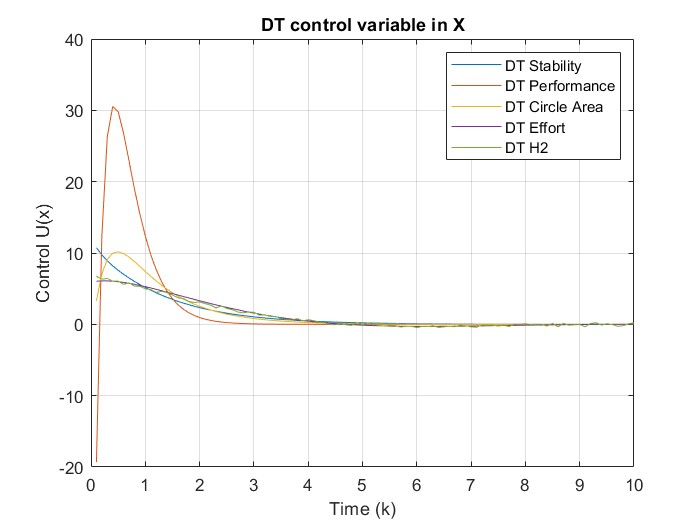 DT control variable in X
40
30
20
10
0
-10
-20
0 1 2 3 4 5 6 7 8 9 10
Control U(x)
Time (k)
DT Stability
DT Performance
DT Circle Area
DT Effort
DT H2